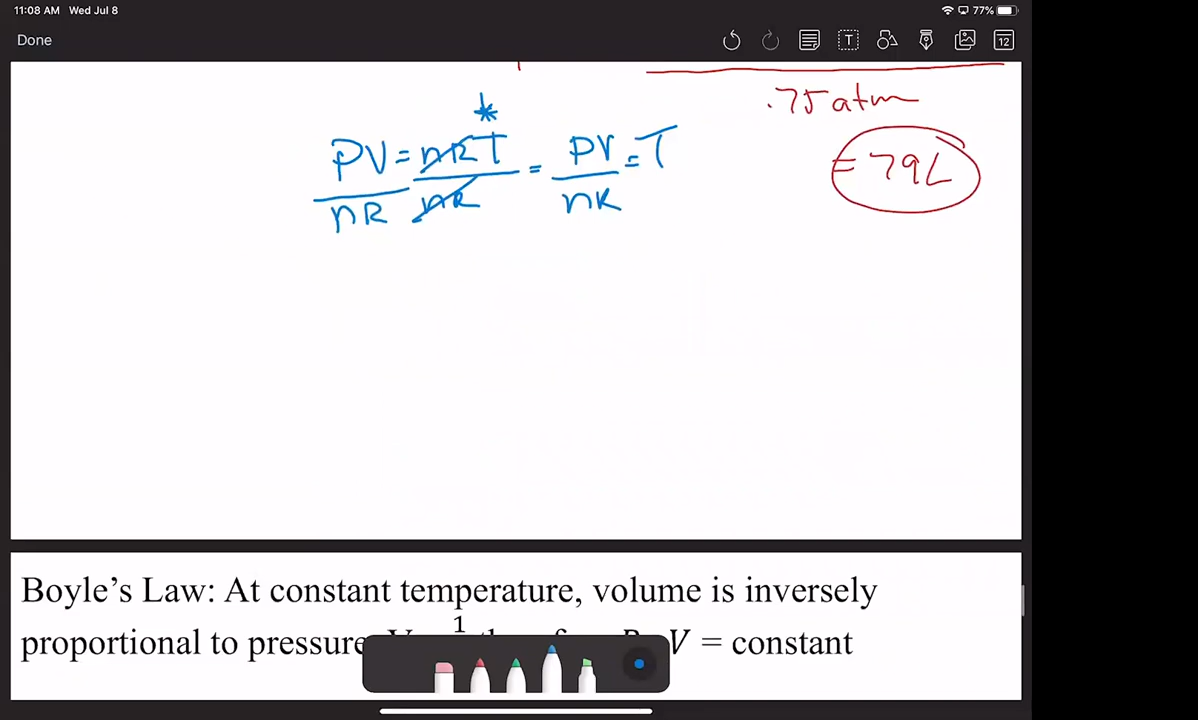 11:08 AM Wed Jul 8
77%
Done
T
12
.75 atm
*
PV = nRT = PV = T
nR nR nR
= 79L
Boyle's Law: At constant temperature, volume is inversely
proportional to pressure 1 V = constant